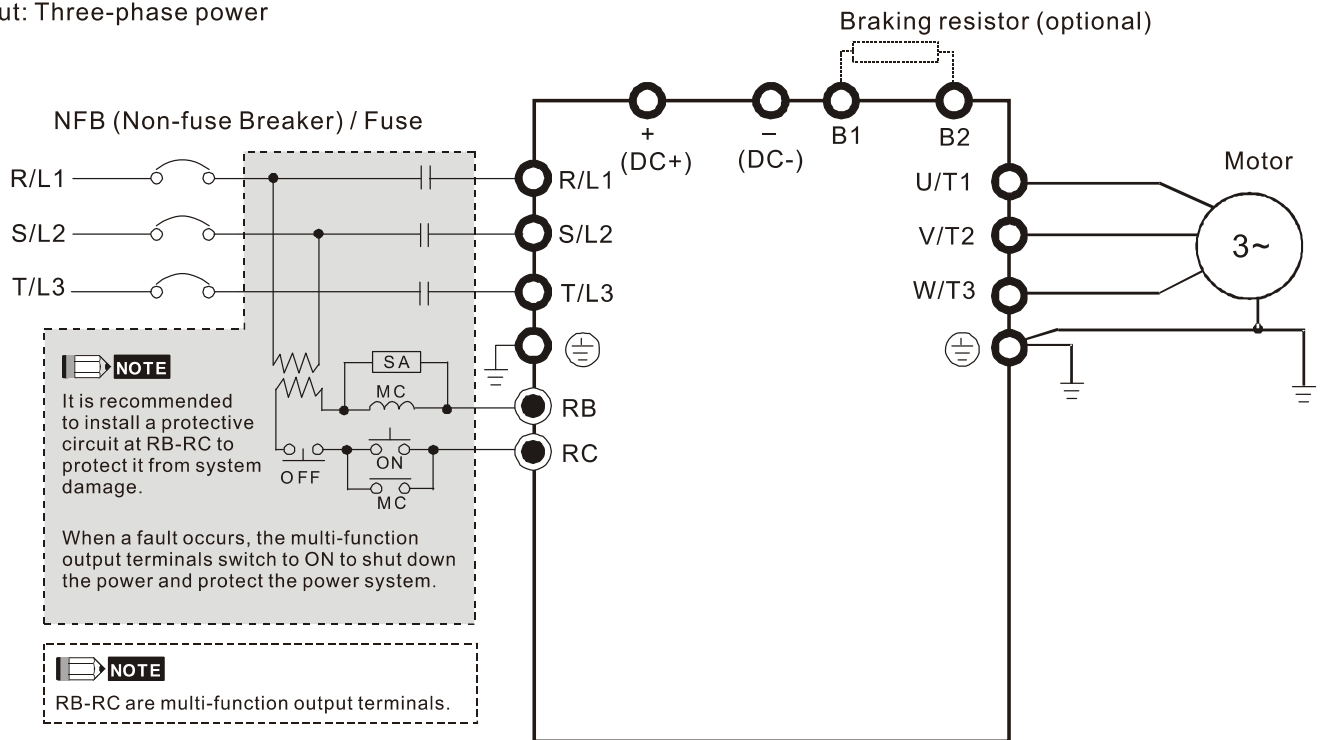 ut: Three-phase power
Braking resistor (optional)
NFB (Non-fuse Breaker) / Fuse
+
(DC+)
–
(DC-)
B1
B2
Motor
R/L1
R/L1
U/T1
S/L2
S/L2
V/T2
3~
T/L3
T/L3
W/T3
NOTE
It is recommended
to install a protective
circuit at RB-RC to
protect it from system
damage.
SA
MC
RB
OFF
ON
RC
MC
When a fault occurs, the multi-function
output terminals switch to ON to shut down
the power and protect the power system.
NOTE
RB-RC are multi-function output terminals.